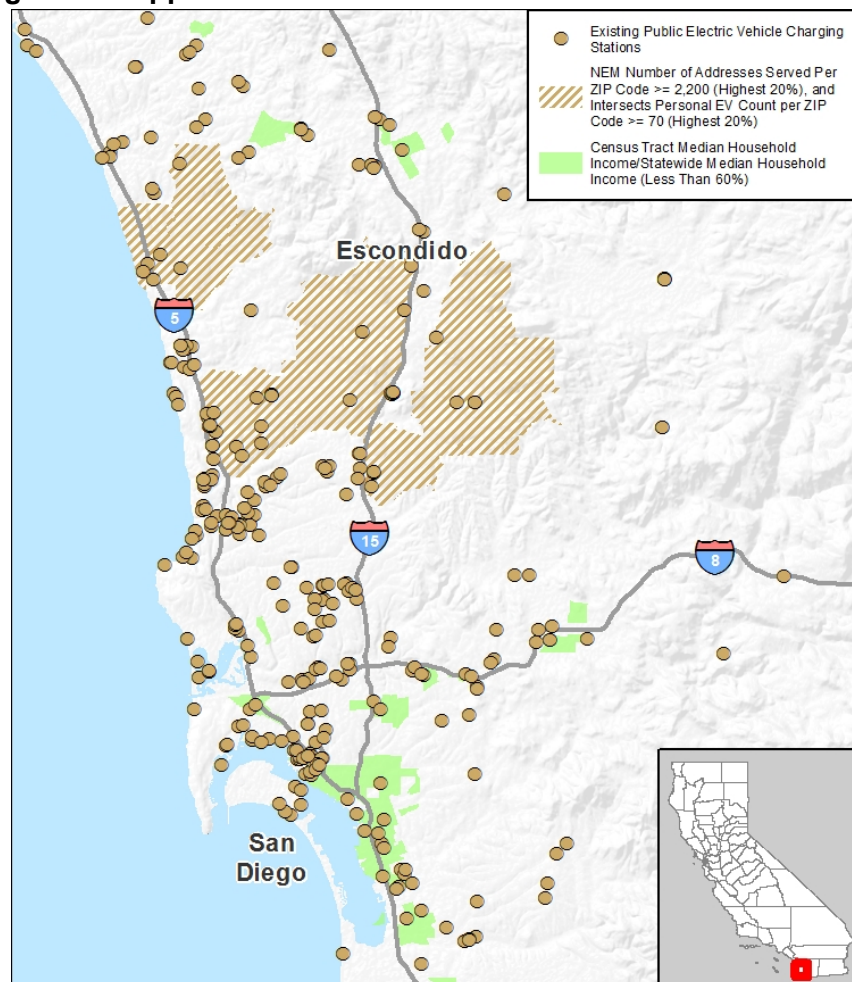 Existing Public Electric Vehicle Charging
Stations
NEM Number of Addresses Served Per
ZIP Code >= 2,200 (Highest 20%), and
Intersects Personal EV Count per ZIP
Code >= 70 (Highest 20%)
Census Tract Median Household
Income/Statewide Median Household
Income (Less Than 60%)
Escondido
5
15
8
San
Diego